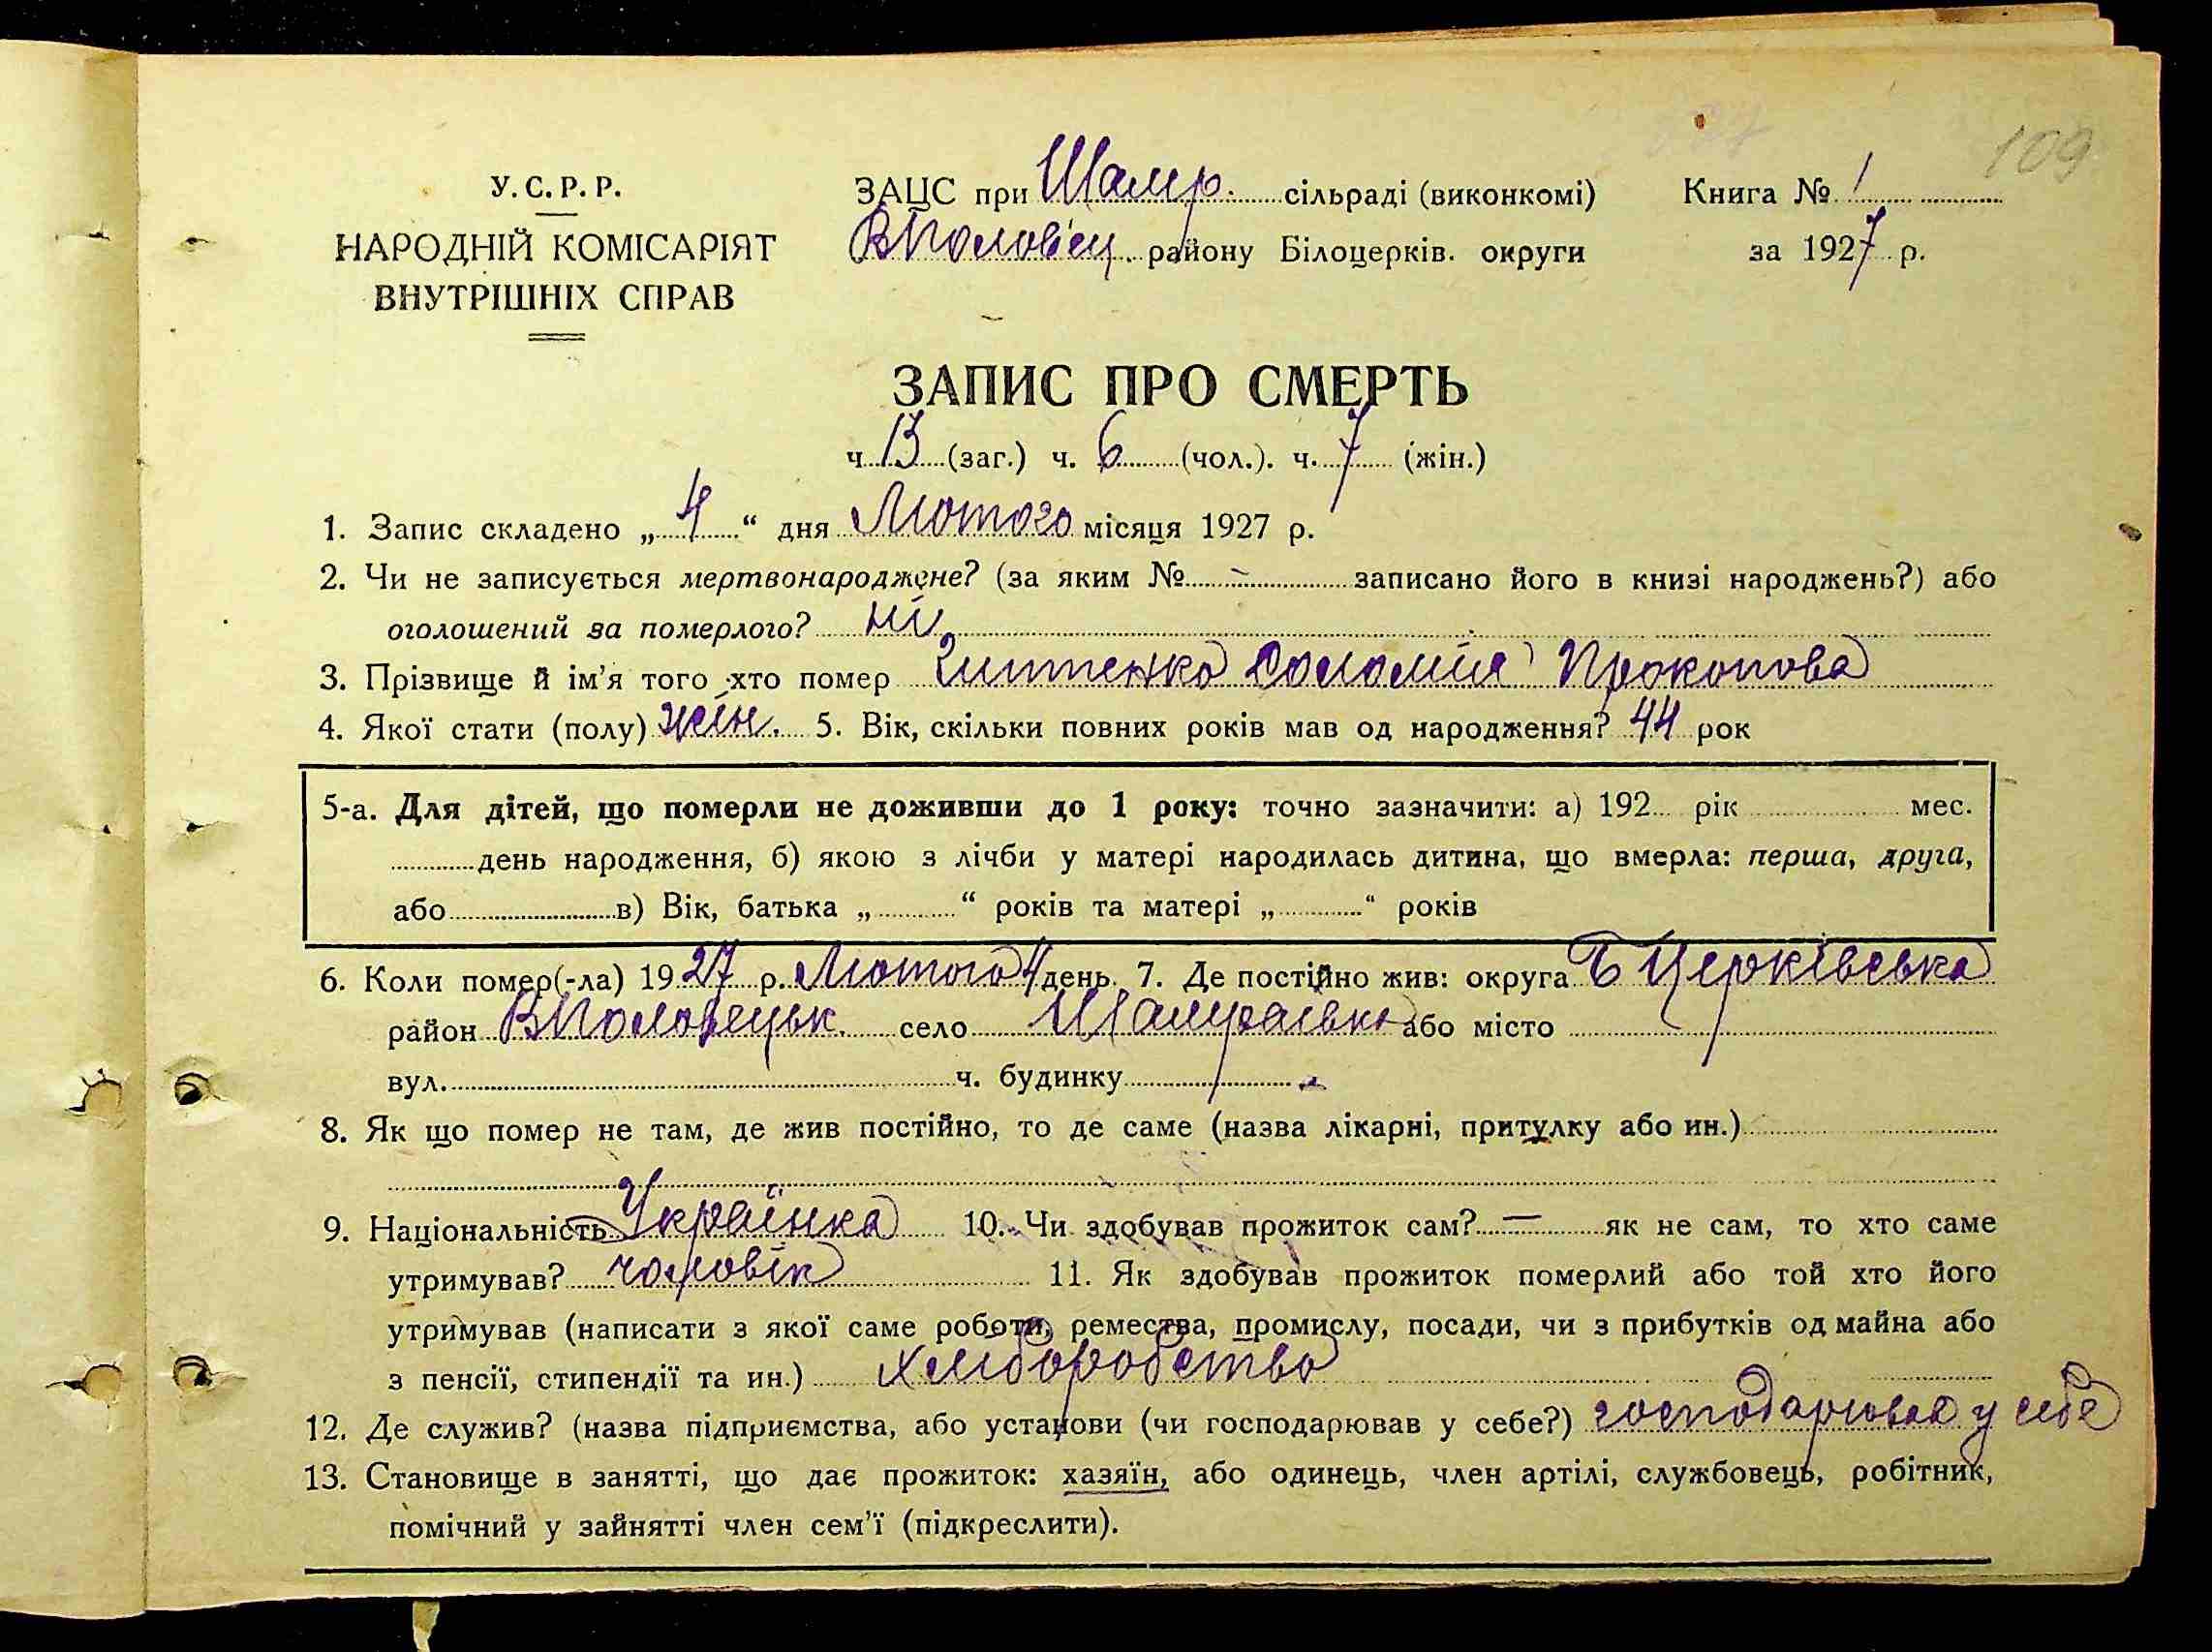 109
У.С.Р.Р.
НАРОДНІЙ КОМІСАРІЯТ
ВНУТРІШНІХ СПРАВ
ЗАЦС при Шамр. сільраді (виконкомі)
ВПоловец. району Білоцерків. округи
Книга № 1
за 1927 р.
ЗАПИС ПРО СМЕРТЬ
ч. 13 (заг.) ч. 6 (чол.). ч. 7 (жін.)
1. Запис складено „ 4 “ дня Лютого місяця 1927 р.
2. Чи не записується мертвонароджене? (за яким № – записано його в книзі народжень?) або
оголошений за померлого? ні
3. Прізвище й ім’я того хто помер Соломія Прокопова
4. Якої стати (полу) жін. 5. Вік, скільки повних років мав од народження? 44 рок
5-а. Для дітей, що померли не доживши до 1 року: точно зазначити: а) 192 рік мес.
день народження, б) якою з лічби у матері народилась дитина, що вмерла: перша, друга,
або в) Вік, батька „ “ років та матері „ “ років
6. Коли помер(-ла) 1927 р. Лютого 4 день. 7. Де постійно жив: округа Б Церківська
район ВПоловецьк. село Шамраївка або місто
вул. ч. будинку
8. Як що помер не там, де жив постійно, то де саме (назва лікарні, притулку або ин.)
9. Національність Українка 10. Чи здобував прожиток сам? — як не сам, то хто саме
утримував? чоловік 11. Як здобував прожиток померлий або той хто його
утримував (написати з якої саме роботи, ремества, промислу, посади, чи з прибутків од майна або
з пенсії, стипендії та ин.) хліборобство
12. Де служив? (назва підприємства, або установи (чи господарював у себе?) господарював у себе
13. Становище в занятті, що дає прожиток: хазяїн, або одинець, член артілі, службовець, робітник,
помічний у зайнятті член сем’ї (підкреслити).